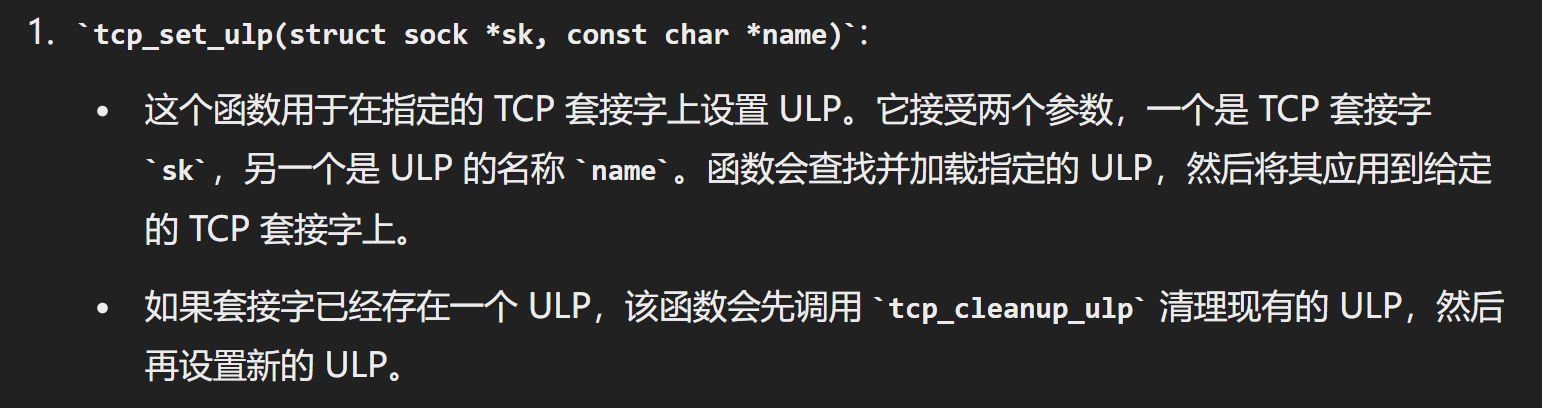 1. `tcp_set_ulp(struct sock *sk, const char *name)`:
• 这个函数用于在指定的 TCP 套接字上设置 ULP。它接受两个参数，一个是 TCP 套接字
`sk`，另一个是 ULP 的名称 `name`。函数会查找并加载指定的 ULP，然后将其应用到给定
的 TCP 套接字上。
• 如果套接字已经存在一个 ULP，该函数会先调用 `tcp_cleanup_ulp` 清理现有的 ULP，然后
再设置新的 ULP。